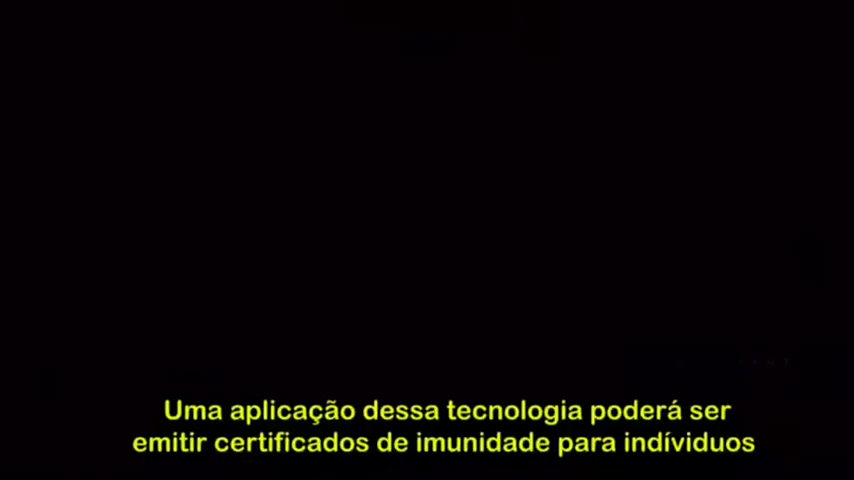 Uma aplicação dessa tecnologia poderá ser
emitir certificados de imunidade para indíviduos